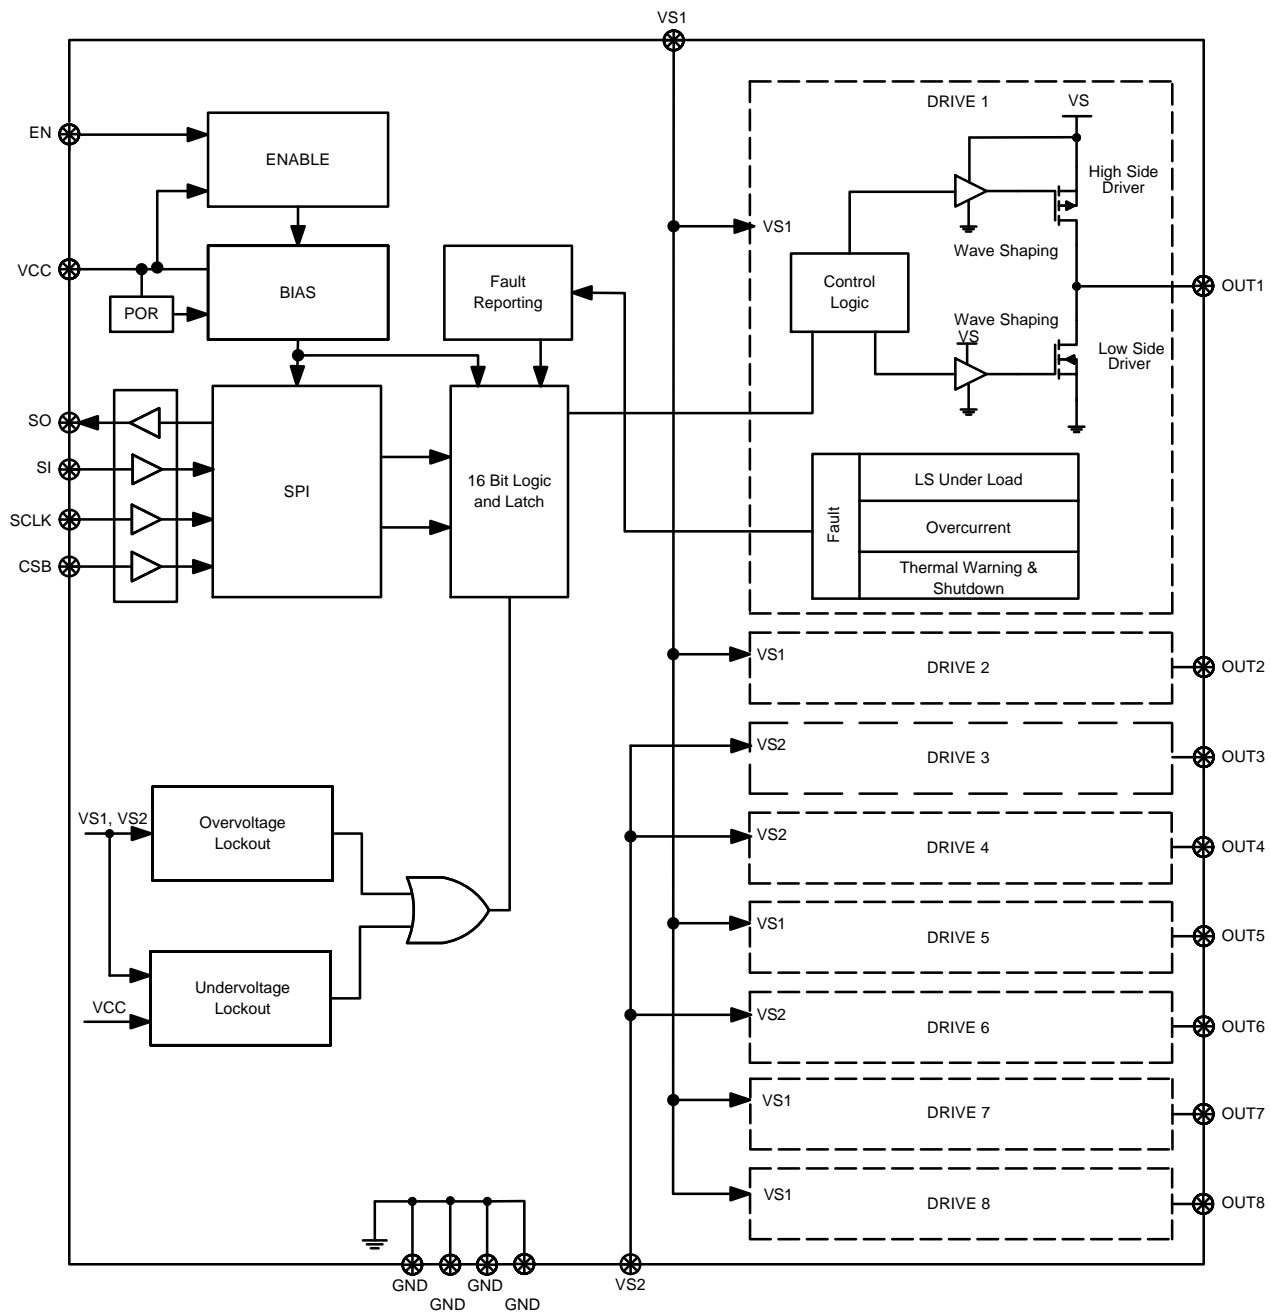 VS1
EN
ENABLE
VCC
POR
BIAS
Fault
Reporting
SO
SI
SCLK
CSB
SPI
16 Bit Logic
and Latch
VS1, VS2
Overvoltage
Lockout
Undervoltage
Lockout
VCC
GND
GND
GND
GND
VS2
DRIVE 1
VS
High Side
Driver
VS1
Wave Shaping
Control
Logic
Wave Shaping
VS
Low Side
Driver
OUT1
Fault
LS Under Load
Overcurrent
Thermal Warning &
Shutdown
VS1
DRIVE 2
OUT2
VS2
DRIVE 3
OUT3
VS2
DRIVE 4
OUT4
VS1
DRIVE 5
OUT5
VS2
DRIVE 6
OUT6
VS1
DRIVE 7
OUT7
VS1
DRIVE 8
OUT8